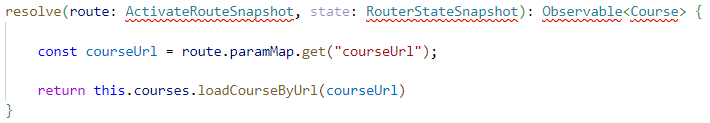 resolve(route: ActivateRouteSnapshot, state: RouterStateSnapshot): Observable<Course> {
const courseUrl = route.paramMap.get("courseUrl");
return this.courses.loadCourseByUrl(courseUrl)
}